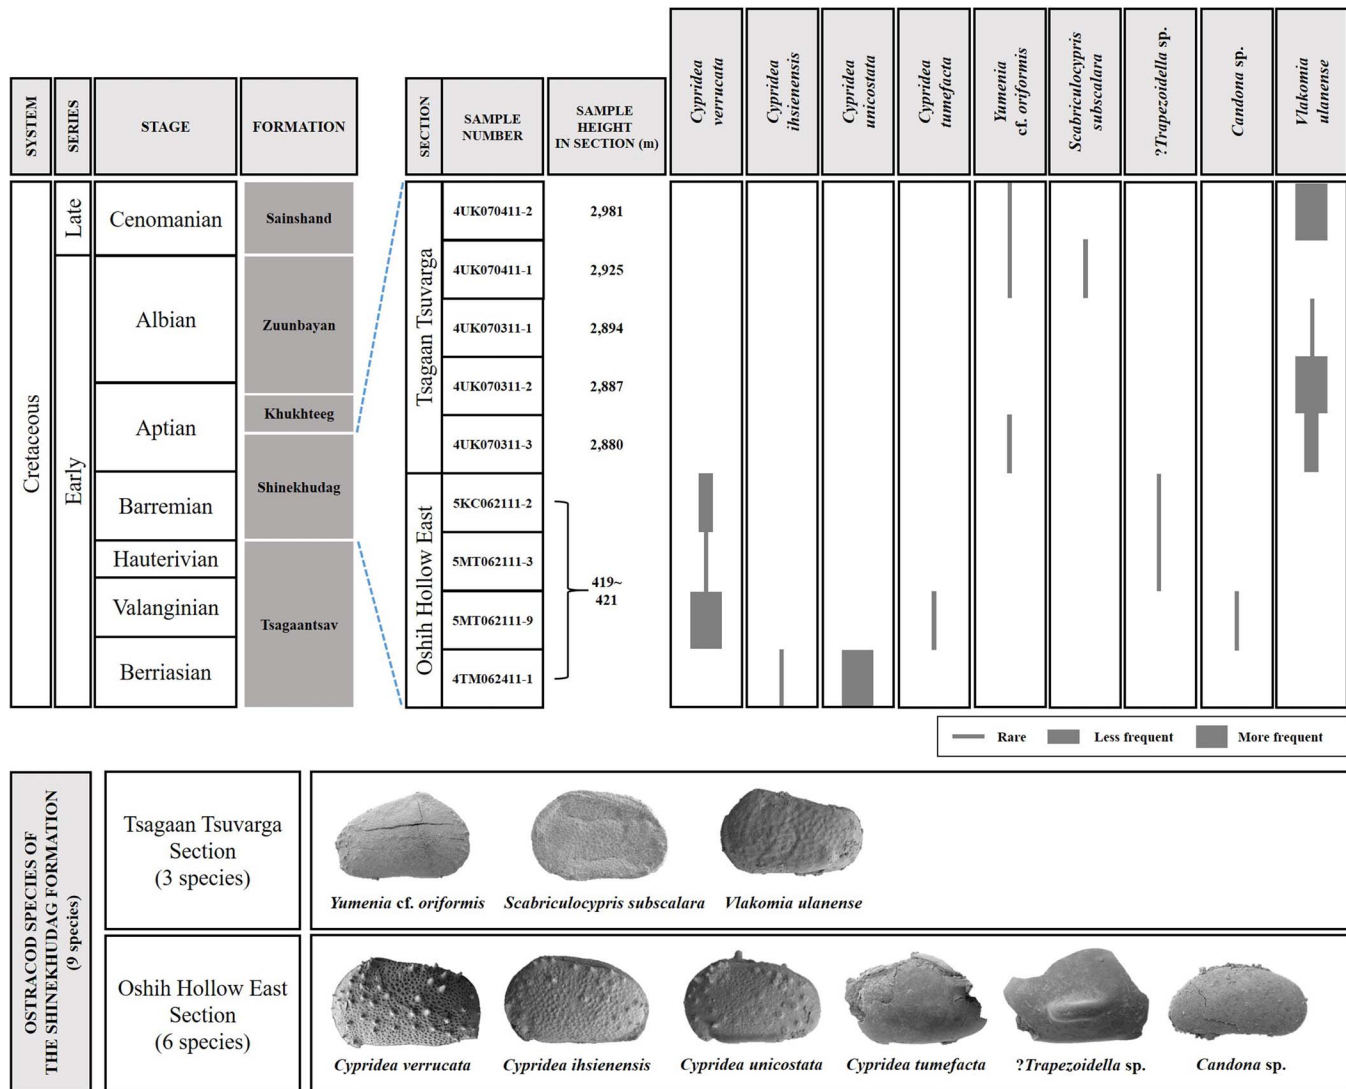 SYSTEM
SERIES
STAGE
FORMATION
SECTION
SAMPLE
NUMBER
SAMPLE
HEIGHT
IN SECTION (m)
Cypridea
verrucata
Cypridea
ihsienensis
Cypridea
unicostata
Cypridea
tumefacta
Yumenia
cf. oriformis
Scabriculocypris
subscalara
?Trapezoidella sp.
Candona sp.
Vlakomia
ulanense
Cretaceous
Late
Early
Cenomanian
Albian
Aptian
Barremian
Hauterivian
Valanginian
Berriasian
Sainshand
Zuunbayan
Khukhteeg
Shinekhudag
Tsagaantsav
Tsagaan Tsuvarga
Oshih Hollow East
4UK070411-2
2,981
4UK070411-1
2,925
4UK070311-1
2,894
4UK070311-2
2,887
4UK070311-3
2,880
5KC062111-2
5MT062111-3
5MT062111-9
4TM062411-1
419~
421
Rare
Less frequent
More frequent
OSTRACOD SPECIES OF
THE SHINEKHUDAG FORMATION
(9 species)
Tsagaan Tsuvarga
Section
(3 species)
Yumenia cf. oriformis
Scabriculocypris subscalara
Vlakomia ulanense
Oshih Hollow East
Section
(6 species)
Cypridea verrucata
Cypridea ihsienensis
Cypridea unicostata
Cypridea tumefacta
?Trapezoidella sp.
Candona sp.